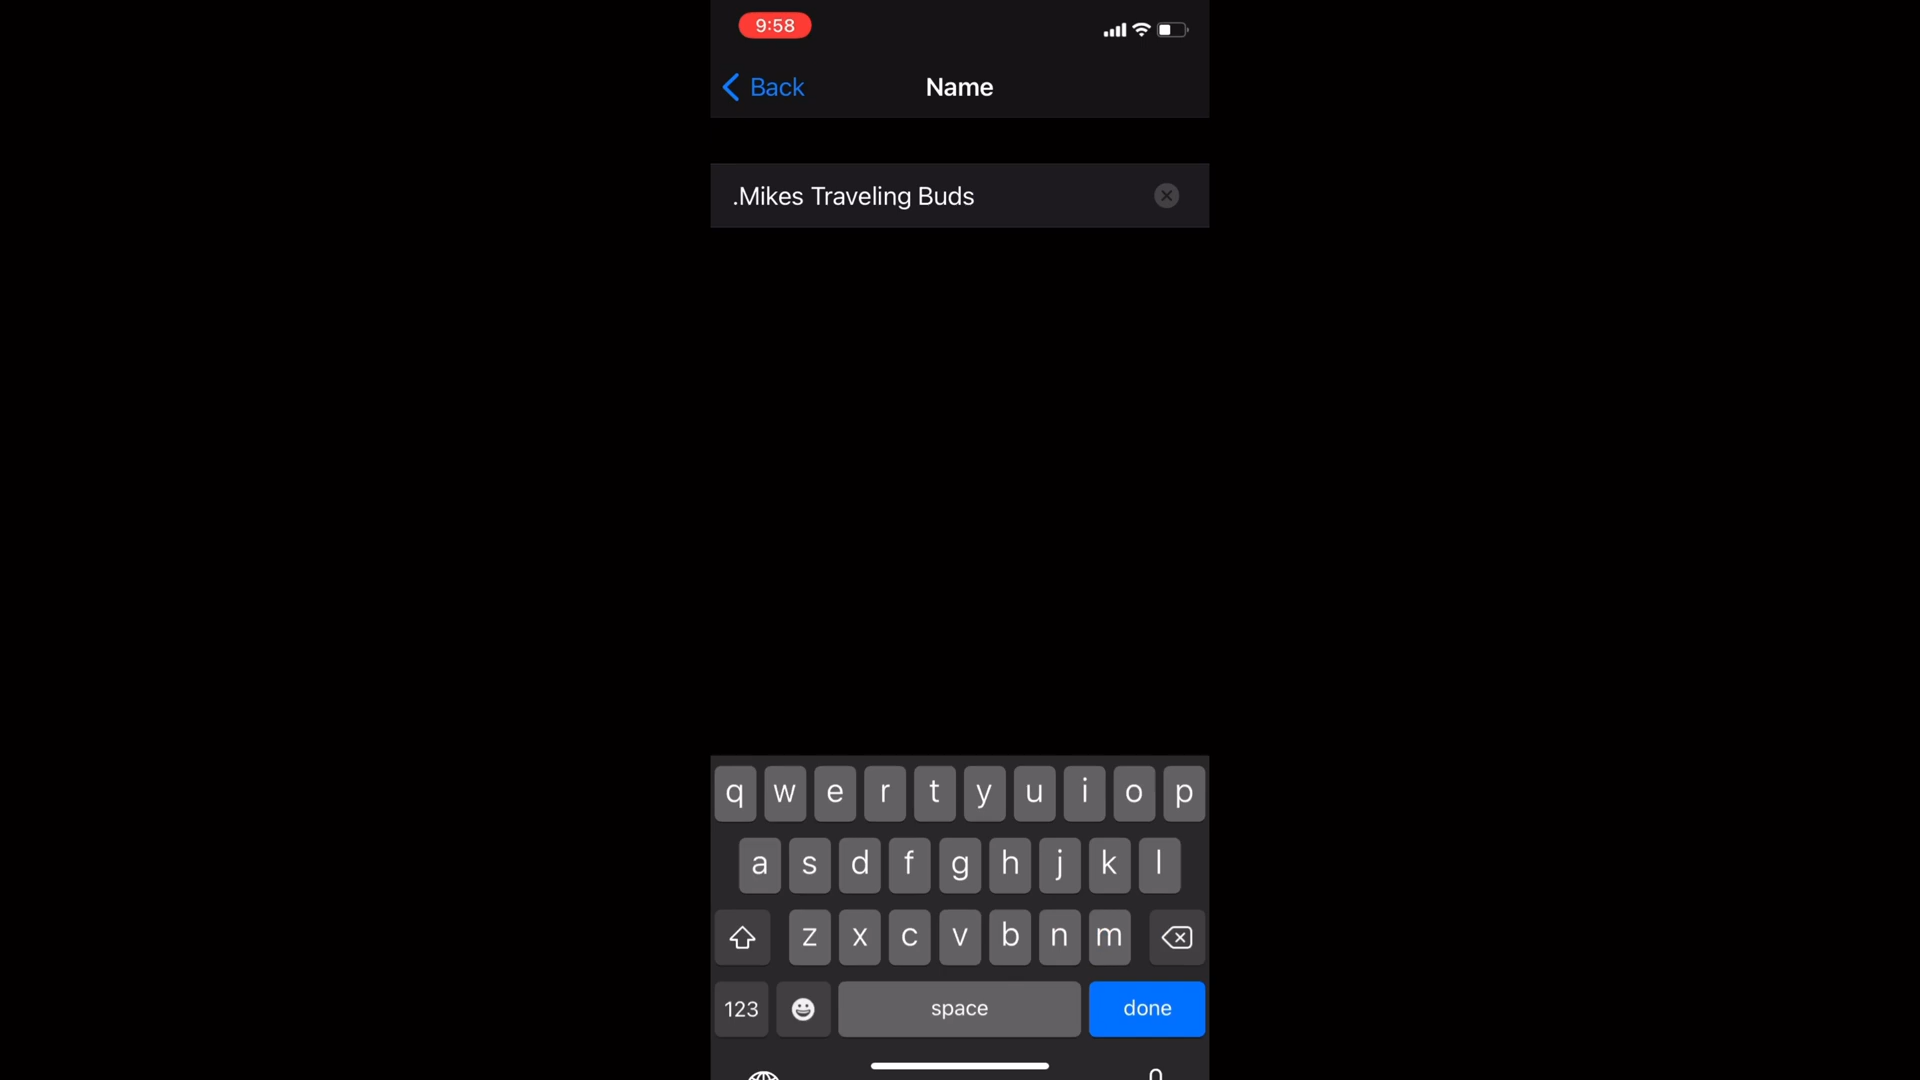 9:58
Back
Name
.Mikes Traveling Buds
q w e r t y u i o p
a s d f g h j k l
z x c v b n m
123 space done